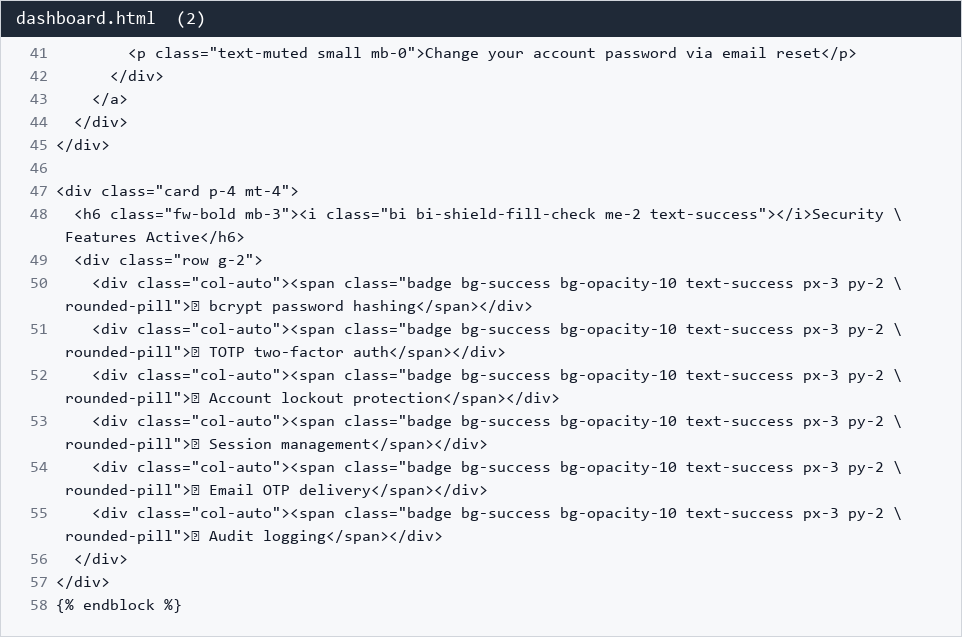 dashboard.html (2)
41 <p class="text-muted small mb-0">Change your account password via email reset</p>
42 </div>
43 </a>
44 </div>
45 </div>
46
47 <div class="card p-4 mt-4">
48 <h6 class="fw-bold mb-3"><i class="bi bi-shield-fill-check me-2 text-success"></i>Security \
Features Active</h6>
49 <div class="row g-2">
50 <div class="col-auto"><span class="badge bg-success bg-opacity-10 text-success px-3 py-2 \
rounded-pill"> bcrypt password hashing</span></div>
51 <div class="col-auto"><span class="badge bg-success bg-opacity-10 text-success px-3 py-2 \
rounded-pill"> TOTP two-factor auth</span></div>
52 <div class="col-auto"><span class="badge bg-success bg-opacity-10 text-success px-3 py-2 \
rounded-pill"> Account lockout protection</span></div>
53 <div class="col-auto"><span class="badge bg-success bg-opacity-10 text-success px-3 py-2 \
rounded-pill"> Session management</span></div>
54 <div class="col-auto"><span class="badge bg-success bg-opacity-10 text-success px-3 py-2 \
rounded-pill"> Email OTP delivery</span></div>
55 <div class="col-auto"><span class="badge bg-success bg-opacity-10 text-success px-3 py-2 \
rounded-pill"> Audit logging</span></div>
56 </div>
57 </div>
58 {% endblock %}